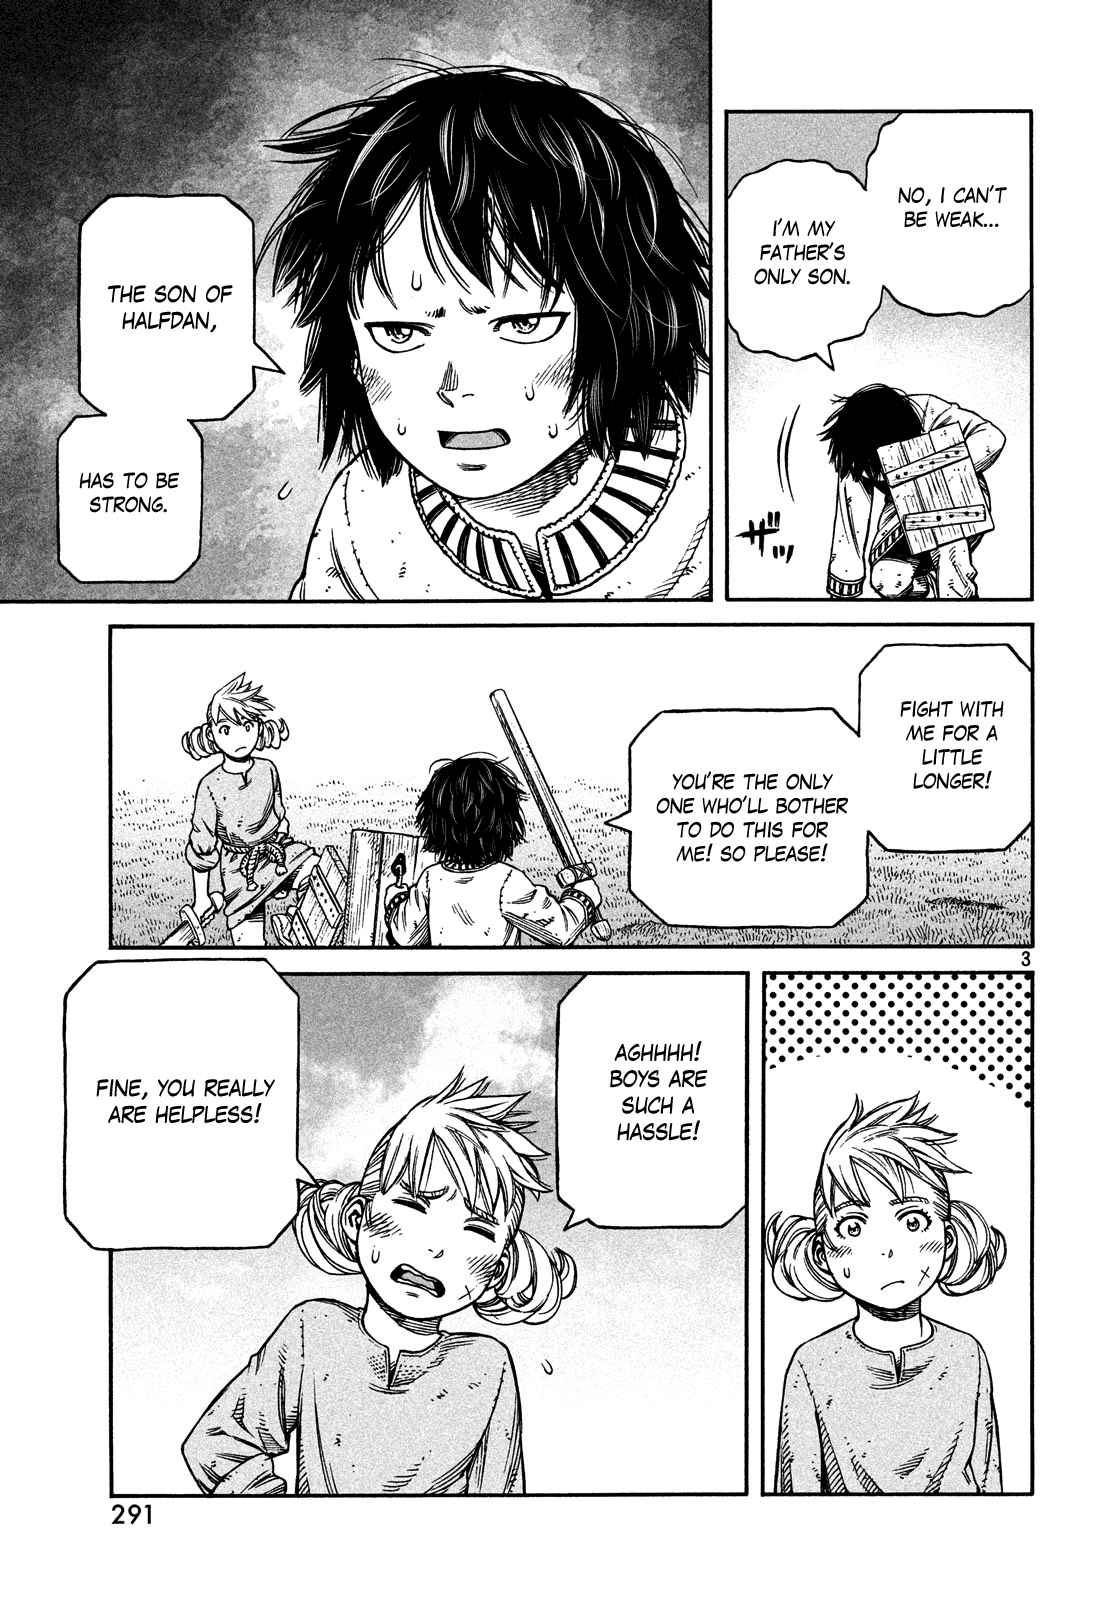 NO, I CAN'T
BE WEAK...
I'M MY
FATHER'S
ONLY SON.
ザッ
THE SON OF
HALFDAN,
HAS TO BE
STRONG.
FIGHT WITH
ME FOR A
LITTLE
LONGER!
YOU'RE THE ONLY
ONE WHO'LL BOTHER
TO DO THIS FOR
ME! SO PLEASE!
3
AGHHHH!
BOYS ARE
SUCH A
HASSLE!
FINE, YOU REALLY
ARE HELPLESS!
291